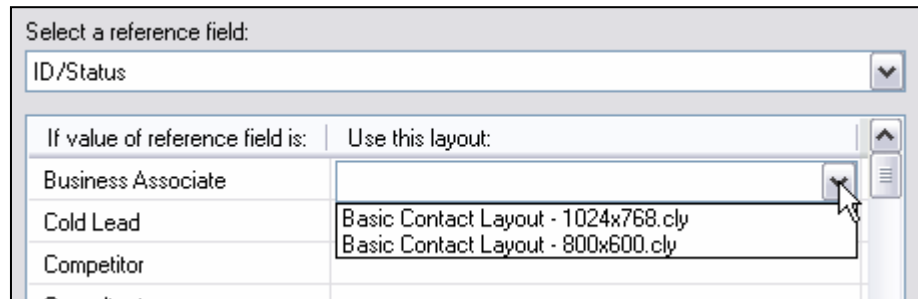 Select a reference field:
ID/Status
If value of reference field is: Use this layout:
Business Associate
Cold Lead Basic Contact Layout - 1024x768.cly
Basic Contact Layout - 800x600.cly
Competitor